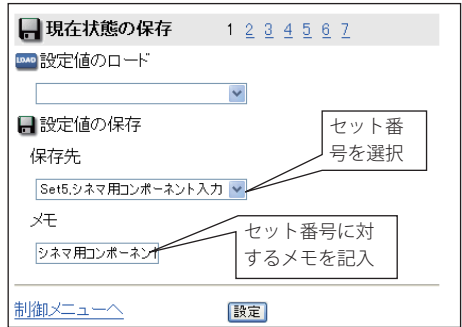 現在状態の保存 1 2 3 4 5 6 7
LOAD 設定値のロード
設定値の保存
セット番
号を選択
保存先
Set5,シネマ用コンポーネント入力
メモ
セット番号に対
するメモを記入
シネマ用コンポーネント
制御メニューへ 設定